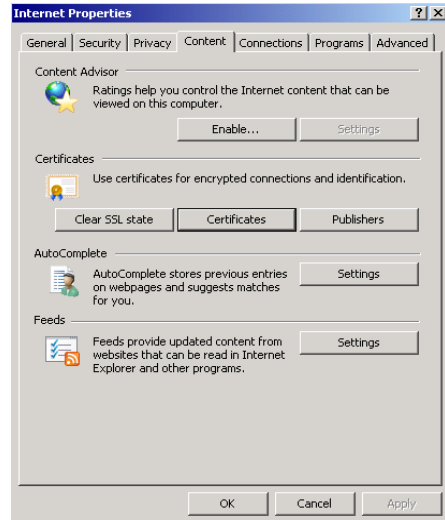 Internet Properties
General Security Privacy Content Connections Programs Advanced
Content Advisor
Ratings help you control the Internet content that can be
viewed on this computer.
Enable... Settings
Certificates
Use certificates for encrypted connections and identification.
Clear SSL state Certificates Publishers
AutoComplete
AutoComplete stores previous entries
on webpages and suggests matches
for you.
Settings
Feeds
Feeds provide updated content from
websites that can be read in Internet
Explorer and other programs.
Settings
OK Cancel Apply